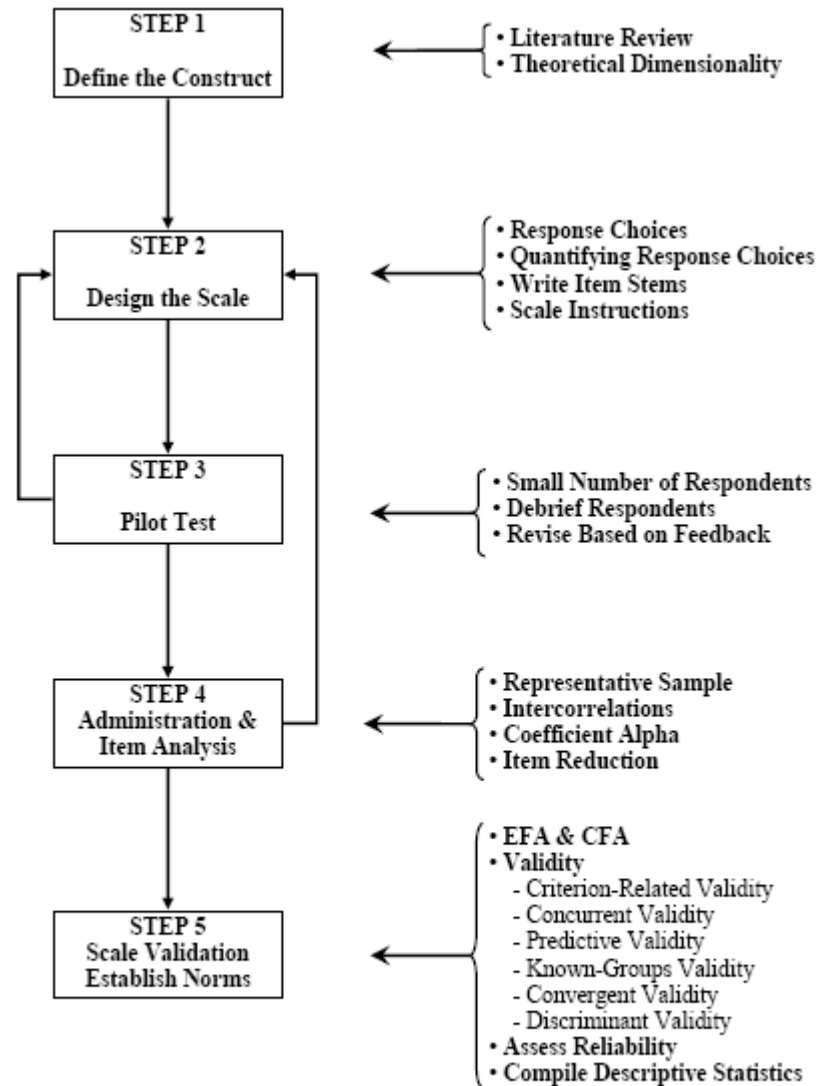 STEP 1
Define the Construct
• Literature Review
• Theoretical Dimensionality
STEP 2
Design the Scale
• Response Choices
• Quantifying Response Choices
• Write Item Stems
• Scale Instructions
STEP 3
Pilot Test
• Small Number of Respondents
• Debrief Respondents
• Revise Based on Feedback
STEP 4
Administration &
Item Analysis
• Representative Sample
• Intercorrelations
• Coefficient Alpha
• Item Reduction
STEP 5
Scale Validation
Establish Norms
• EFA & CFA
• Validity
- Criterion-Related Validity
- Concurrent Validity
- Predictive Validity
- Known-Groups Validity
- Convergent Validity
- Discriminant Validity
• Assess Reliability
• Compile Descriptive Statistics